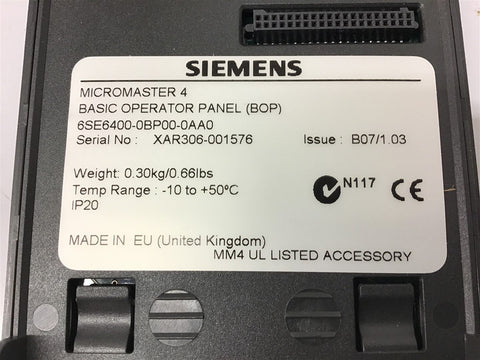 SIEMENS
MICROMASTER 4
BASIC OPERATOR PANEL (BOP)
6SE6400-0BP00-0AA0
Serial No : XAR306-001576 Issue : B07/1.03
Weight: 0.30kg/0.66lbs
Temp Range : -10 to +50°C N117 CE
IP20
MADE IN EU (United Kingdom)
MM4 UL LISTED ACCESSORY